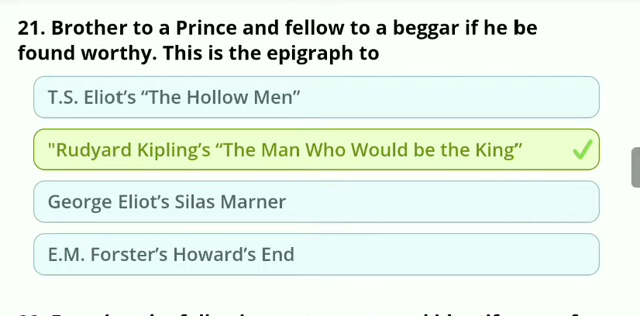 21. Brother to a Prince and fellow to a beggar if he be
found worthy. This is the epigraph to
T.S. Eliot’s “The Hollow Men”
"Rudyard Kipling’s “The Man Who Would be the King”
George Eliot’s Silas Marner
E.M. Forster’s Howard’s End